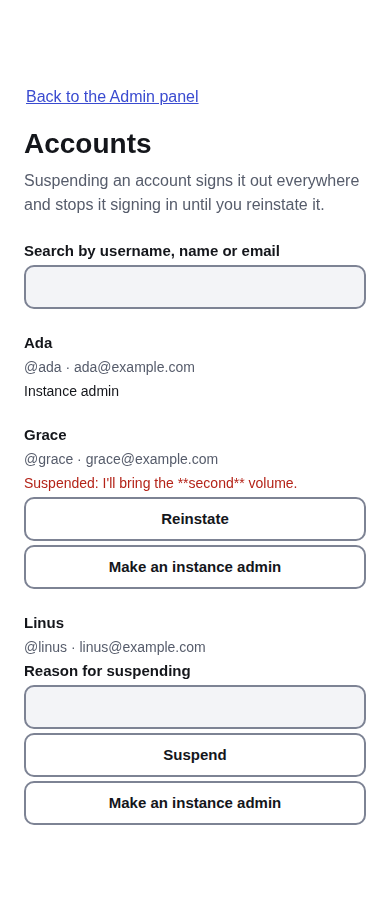 Back to the Admin panel
Accounts
Suspending an account signs it out everywhere
and stops it signing in until you reinstate it.
Search by username, name or email
Ada
@ada · ada@example.com
Instance admin
Grace
@grace · grace@example.com
Suspended: I'll bring the **second** volume.
Reinstate
Make an instance admin
Linus
@linus · linus@example.com
Reason for suspending
Suspend
Make an instance admin